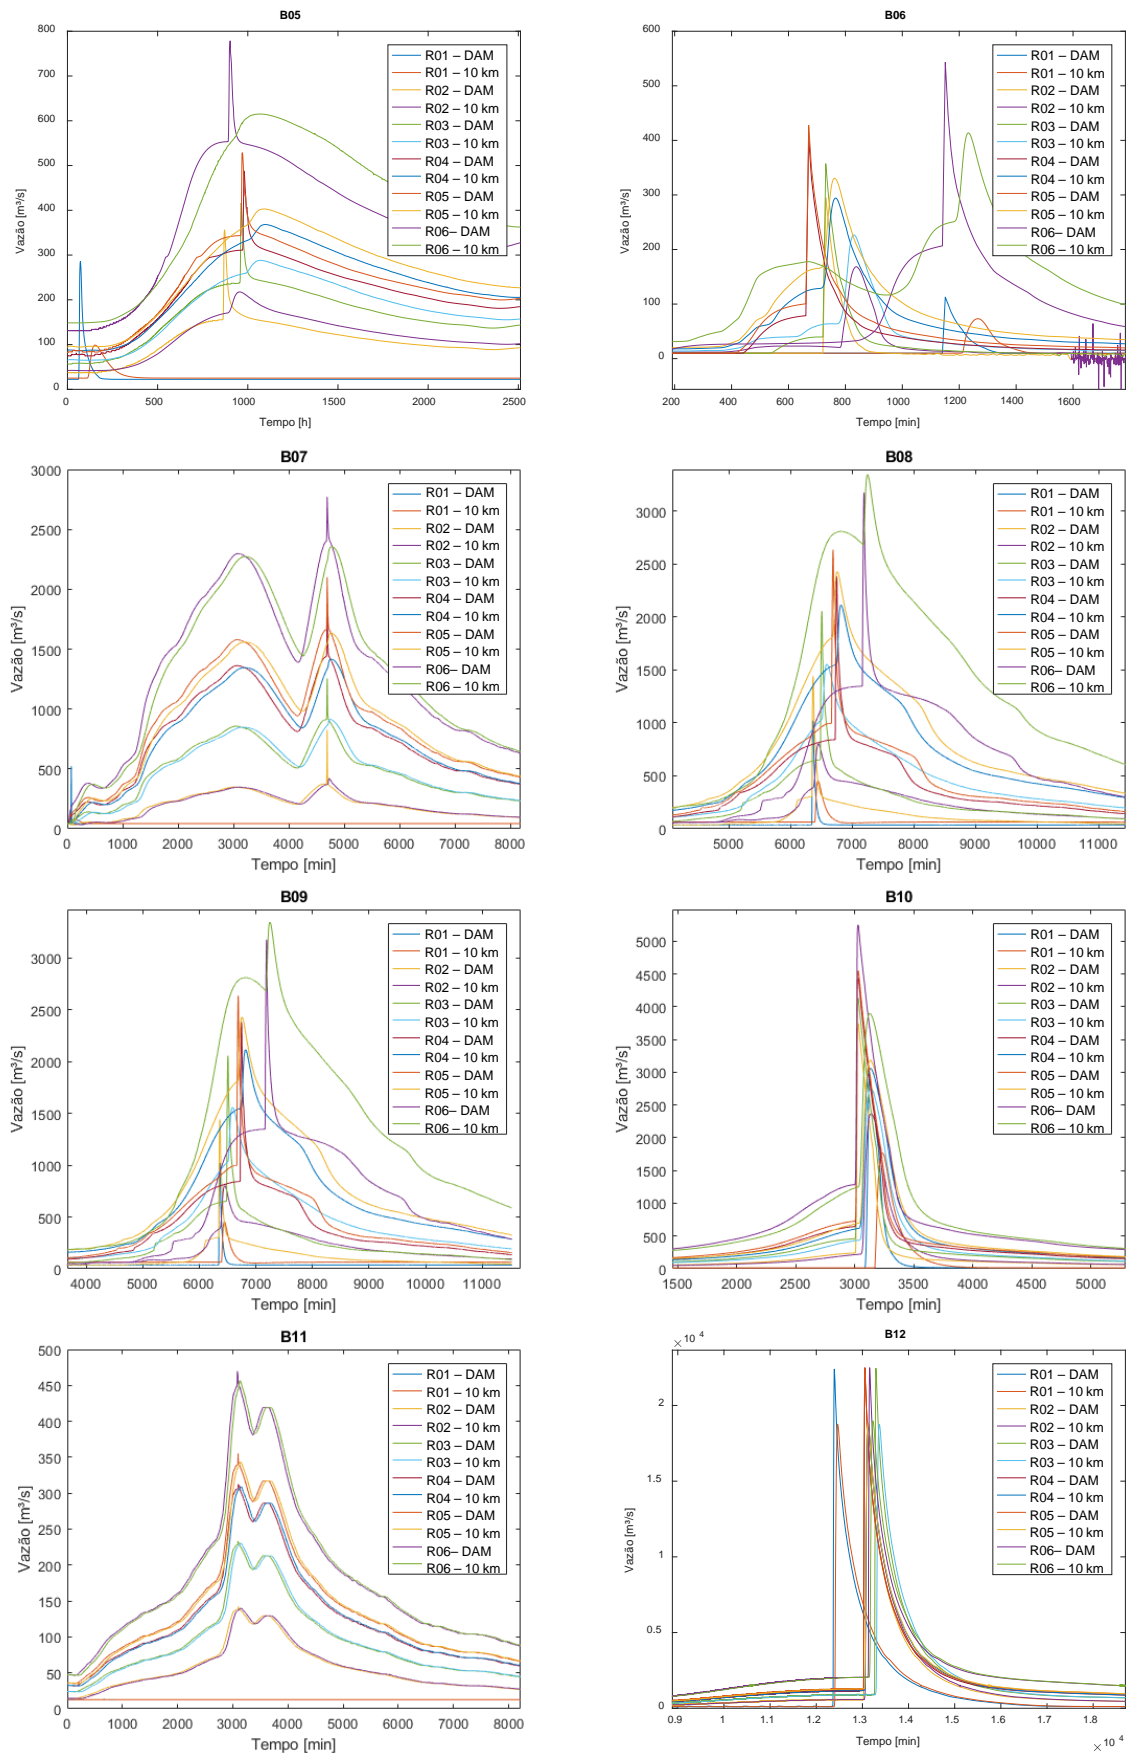 B05
800
700
600
500
400
300
200
100
0
Vazão [m³/s]
0 500 1000 1500 2000 2500
Tempo [h]
R01 – DAM
R01 – 10 km
R02 – DAM
R02 – 10 km
R03 – DAM
R03 – 10 km
R04 – DAM
R04 – 10 km
R05 – DAM
R05 – 10 km
R06– DAM
R06 – 10 km
B06
600
500
400
300
200
100
0
Vazão [m³/s]
200 400 600 800 1000 1200 1400 1600
Tempo [min]
R01 – DAM
R01 – 10 km
R02 – DAM
R02 – 10 km
R03 – DAM
R03 – 10 km
R04 – DAM
R04 – 10 km
R05 – DAM
R05 – 10 km
R06– DAM
R06 – 10 km
B07
3000
2500
2000
1500
1000
500
0
Vazão [m³/s]
0 1000 2000 3000 4000 5000 6000 7000 8000
Tempo [min]
R01 – DAM
R01 – 10 km
R02 – DAM
R02 – 10 km
R03 – DAM
R03 – 10 km
R04 – DAM
R04 – 10 km
R05 – DAM
R05 – 10 km
R06– DAM
R06 – 10 km
B08
3000
2500
2000
1500
1000
500
0
Vazão [m³/s]
5000 6000 7000 8000 9000 10000 11000
Tempo [min]
R01 – DAM
R01 – 10 km
R02 – DAM
R02 – 10 km
R03 – DAM
R03 – 10 km
R04 – DAM
R04 – 10 km
R05 – DAM
R05 – 10 km
R06– DAM
R06 – 10 km
B09
3000
2500
2000
1500
1000
500
0
Vazão [m³/s]
4000 5000 6000 7000 8000 9000 10000 11000
Tempo [min]
R01 – DAM
R01 – 10 km
R02 – DAM
R02 – 10 km
R03 – DAM
R03 – 10 km
R04 – DAM
R04 – 10 km
R05 – DAM
R05 – 10 km
R06– DAM
R06 – 10 km
B10
5000
4500
4000
3500
3000
2500
2000
1500
1000
500
0
Vazão [m³/s]
1500 2000 2500 3000 3500 4000 4500 5000
Tempo [min]
R01 – DAM
R01 – 10 km
R02 – DAM
R02 – 10 km
R03 – DAM
R03 – 10 km
R04 – DAM
R04 – 10 km
R05 – DAM
R05 – 10 km
R06– DAM
R06 – 10 km
B11
500
450
400
350
300
250
200
150
100
50
0
Vazão [m³/s]
0 1000 2000 3000 4000 5000 6000 7000 8000
Tempo [min]
R01 – DAM
R01 – 10 km
R02 – DAM
R02 – 10 km
R03 – DAM
R03 – 10 km
R04 – DAM
R04 – 10 km
R05 – DAM
R05 – 10 km
R06– DAM
R06 – 10 km
B12
× 10 4
2
1.5
1
0.5
0
Vazão [m³/s]
0.9 1 1.1 1.2 1.3 1.4 1.5 1.6 1.7 1.8
Tempo [min]
× 10 4
R01 – DAM
R01 – 10 km
R02 – DAM
R02 – 10 km
R03 – DAM
R03 – 10 km
R04 – DAM
R04 – 10 km
R05 – DAM
R05 – 10 km
R06– DAM
R06 – 10 km